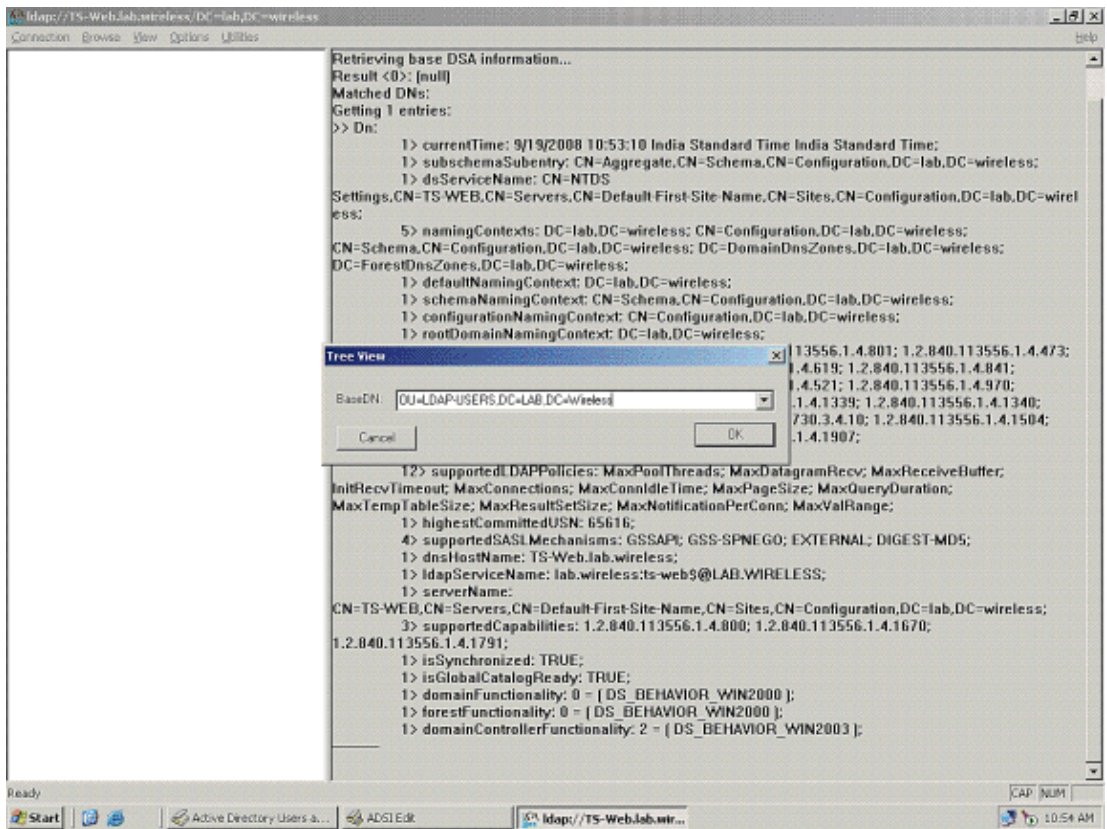 ldap://TS-Web.lab.wireless/DC=lab,DC=wireless
Connection Browse View Options Utilities Help
Retrieving base DSA information...
Result <0>: (null)
Matched DNs:
Getting 1 entries:
>> Dn:
1> currentTime: 9/19/2008 10:53:10 India Standard Time India Standard Time;
1> subschemaSubentry: CN=Aggregate,CN=Schema,CN=Configuration,DC=lab,DC=wireless;
1> dsServiceName: CN=NTDS
Settings,CN=TS-WEB,CN=Servers,CN=Default-First-Site-Name,CN=Sites,CN=Configuration,DC=lab,DC=wirel
ess;
5> namingContexts: DC=lab,DC=wireless; CN=Configuration,DC=lab,DC=wireless;
CN=Schema,CN=Configuration,DC=lab,DC=wireless; DC=DomainDnsZones,DC=lab,DC=wireless;
DC=ForestDnsZones,DC=lab,DC=wireless;
1> defaultNamingContext: DC=lab,DC=wireless;
1> schemaNamingContext: CN=Schema,CN=Configuration,DC=lab,DC=wireless;
1> configurationNamingContext: CN=Configuration,DC=lab,DC=wireless;
1> rootDomainNamingContext: DC=lab,DC=wireless;
113556.1.4.801; 1.2.840.113556.1.4.473;
.4.619; 1.2.840.113556.1.4.841;
.4.521; 1.2.840.113556.1.4.970;
.1.4.1339; 1.2.840.113556.1.4.1340;
730.3.4.10; 1.2.840.113556.1.4.1504;
.1.4.1907;
Tree View
BaseDN: OU=LDAP-USERS,DC=LAB,DC=Wireless
Cancel OK
12> supportedLDAPPolicies: MaxPoolThreads; MaxDatagramRecv; MaxReceiveBuffer;
InitRecvTimeout; MaxConnections; MaxConnIdleTime; MaxPageSize; MaxQueryDuration;
MaxTempTableSize; MaxResultSetSize; MaxNotificationPerConn; MaxValRange;
1> highestCommittedUSN: 65616;
4> supportedSASLMechanisms: GSSAPI; GSS-SPNEGO; EXTERNAL; DIGEST-MD5;
1> dnsHostName: TS-Web.lab.wireless;
1> ldapServiceName: lab.wireless:ts-web$@LAB.WIRELESS;
1> serverName:
CN=TS-WEB,CN=Servers,CN=Default-First-Site-Name,CN=Sites,CN=Configuration,DC=lab,DC=wireless;
3> supportedCapabilities: 1.2.840.113556.1.4.800; 1.2.840.113556.1.4.1670;
1.2.840.113556.1.4.1791;
1> isSynchronized: TRUE;
1> isGlobalCatalogReady: TRUE;
1> domainFunctionality: 0 = ( DS_BEHAVIOR_WIN2000 );
1> forestFunctionality: 0 = ( DS_BEHAVIOR_WIN2000 );
1> domainControllerFunctionality: 2 = ( DS_BEHAVIOR_WIN2003 );
Ready CAP NUM
Start Active Directory Users a... ADSI Edit ldap://TS-Web.lab.wir... 10:54 AM